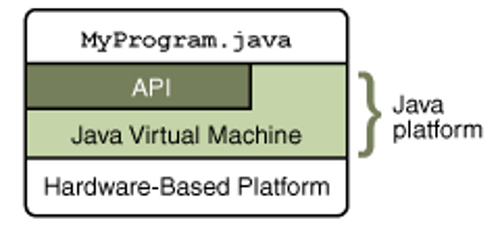 MyProgram.java
API
Java Virtual Machine
Hardware-Based Platform
Java
platform